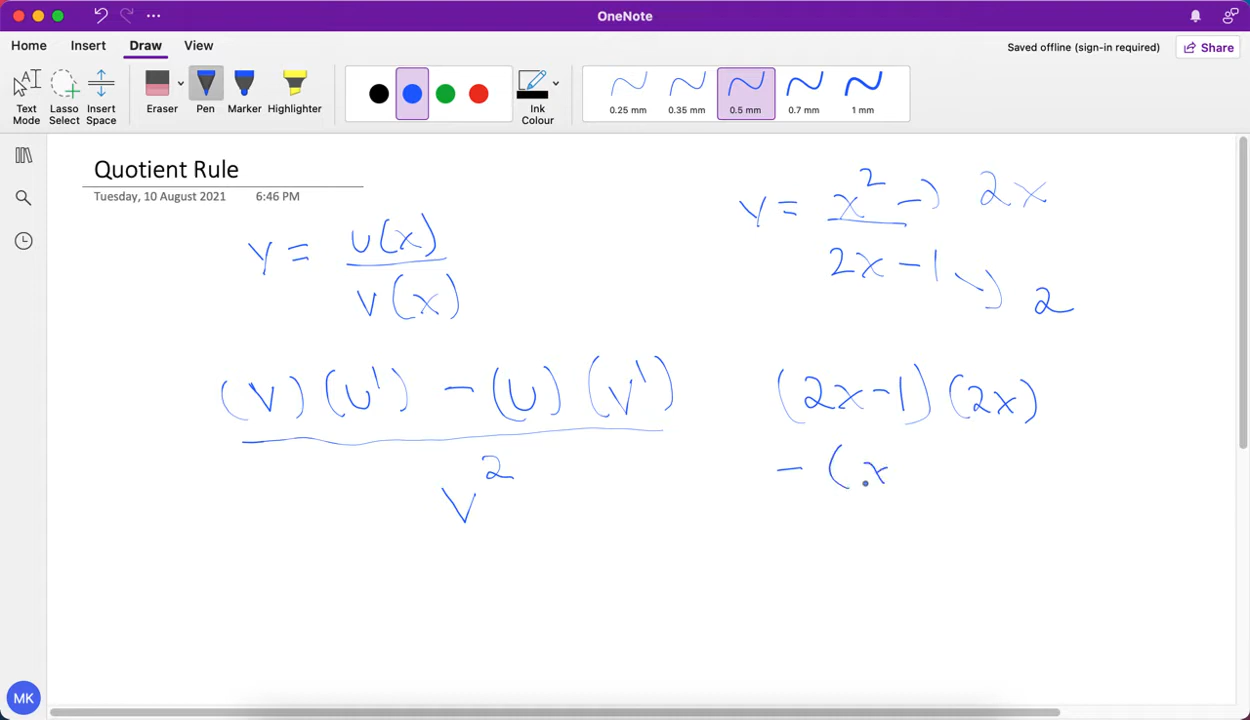 OneNote
Home Insert Draw View
Saved offline (sign-in required) Share
Text Mode
Lasso Select
Insert Space
Eraser
Pen
Marker
Highlighter
Ink Colour
0.25 mm 0.35 mm 0.5 mm 0.7 mm 1 mm
Quotient Rule
Tuesday, 10 August 2021 6:46 PM
y = u(x)
v(x)
(v)(u') - (u)(v')
v²
y = x² → 2x
2x - 1 → 2
(2x-1)(2x)
- (x
MK